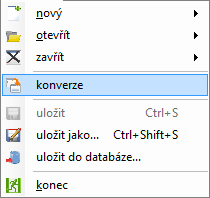 nový
otevřít
zavřít
konverze
uložit Ctrl+S
uložit jako... Ctrl+Shift+S
uložit do databáze...
konec